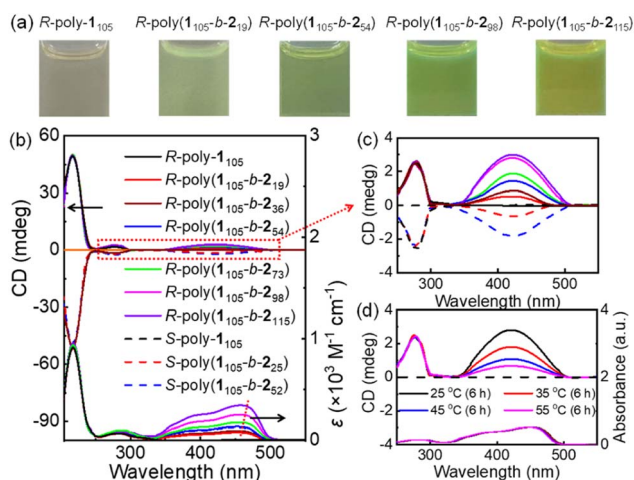 (a) R-poly-1₁₀₅ R-poly(1₁₀₅-b-2₁₉) R-poly(1₁₀₅-b-2₅₄) R-poly(1₁₀₅-b-2₉₈) R-poly(1₁₀₅-b-2₁₁₅)
(b)
CD (mdeg)
60
30
0
-30
-60
-90
R-poly-1₁₀₅
R-poly(1₁₀₅-b-2₁₉)
R-poly(1₁₀₅-b-2₃₆)
R-poly(1₁₀₅-b-2₅₄)
R-poly(1₁₀₅-b-2₇₃)
R-poly(1₁₀₅-b-2₉₈)
R-poly(1₁₀₅-b-2₁₁₅)
S-poly-1₁₀₅
S-poly(1₁₀₅-b-2₂₅)
S-poly(1₁₀₅-b-2₅₂)
3
2
1
0
ε (×10³ M⁻¹ cm⁻¹)
300 400 500
Wavelength (nm)
(c)
CD (medg)
4
2
0
-2
-4
300 400 500
Wavelength (nm)
(d)
CD (mdeg)
4
2
0
-2
-4
25 °C (6 h) 35 °C (6 h)
45 °C (6 h) 55 °C (6 h)
4
2
0
Absorbance (a.u.)
300 400 500
Wavelength (nm)